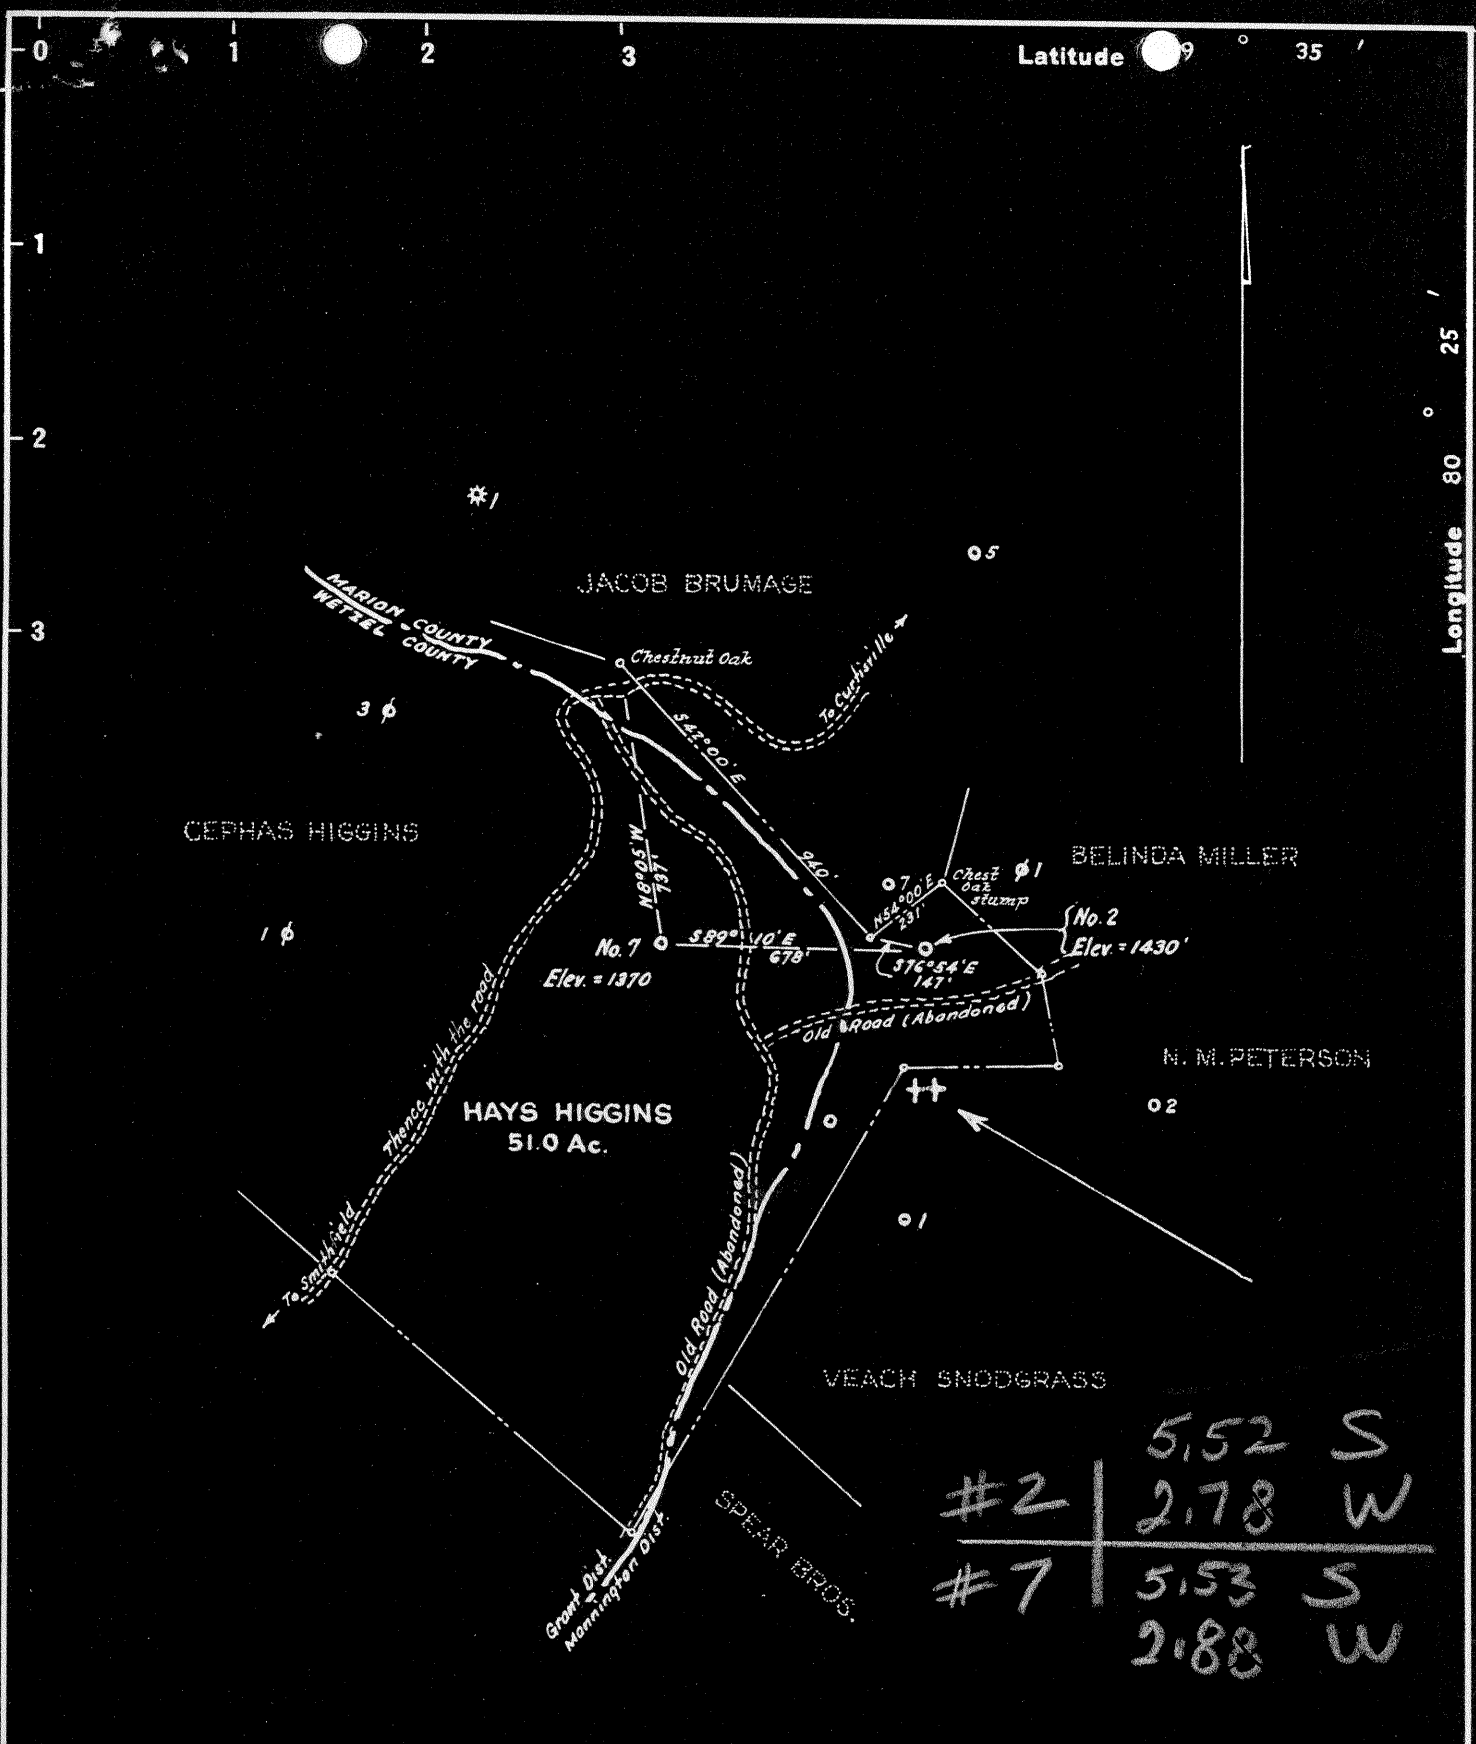 0 1 2 3 Latitude 9 ° 35 '
1
2
3
Longitude 80 ° 25 '
1
5
JACOB BRUMAGE
MARION COUNTY
WETZEL COUNTY
Chestnut Oak
To Curtisville
3
S42°00'E
940'
CEPHAS HIGGINS
N8°05'W
737'
BELINDA MILLER
7
N54°00'E
231'
Chest
Oak
stump
1
No. 2
Elev. = 1430'
1
No. 7
Elev. = 1370
S89° 10'E
678'
S76°54'E
147'
Old Road (Abandoned)
Thence with the road
N. M. PETERSON
2
HAYS HIGGINS
51.0 Ac.
++
1
To Smithfield
Old Road (Abandoned)
VEACH SNODGRASS
SPEAR BROS.
Grant Dist.
Mannington Dist
#2 5.52 S
2.78 W
#7 5.53 S
2.88 W